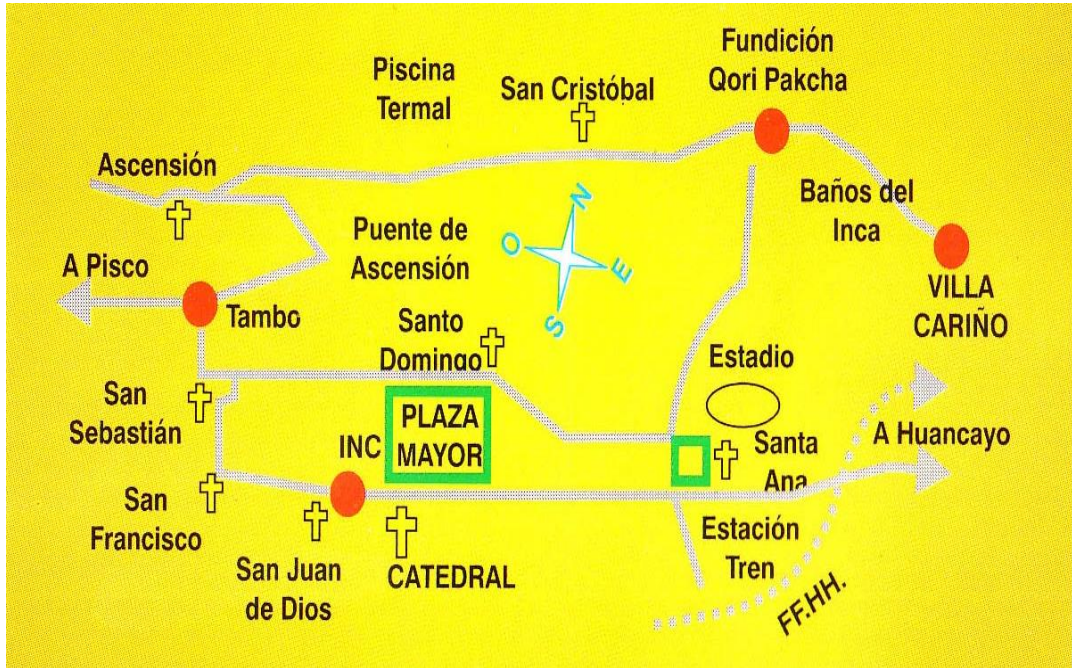 Fundición
Qori Pakcha
Piscina
Termal
San Cristóbal
Ascensión
Baños del
Inca
Puente de
Ascensión
N
O
E
S
A Pisco
VILLA
CARIÑO
Tambo
Santo
Domingo
Estadio
San
Sebastián
PLAZA
MAYOR
INC
A Huancayo
Santa
Ana
San
Francisco
Estación
Tren
San Juan
de Dios
CATEDRAL
FF.HH.